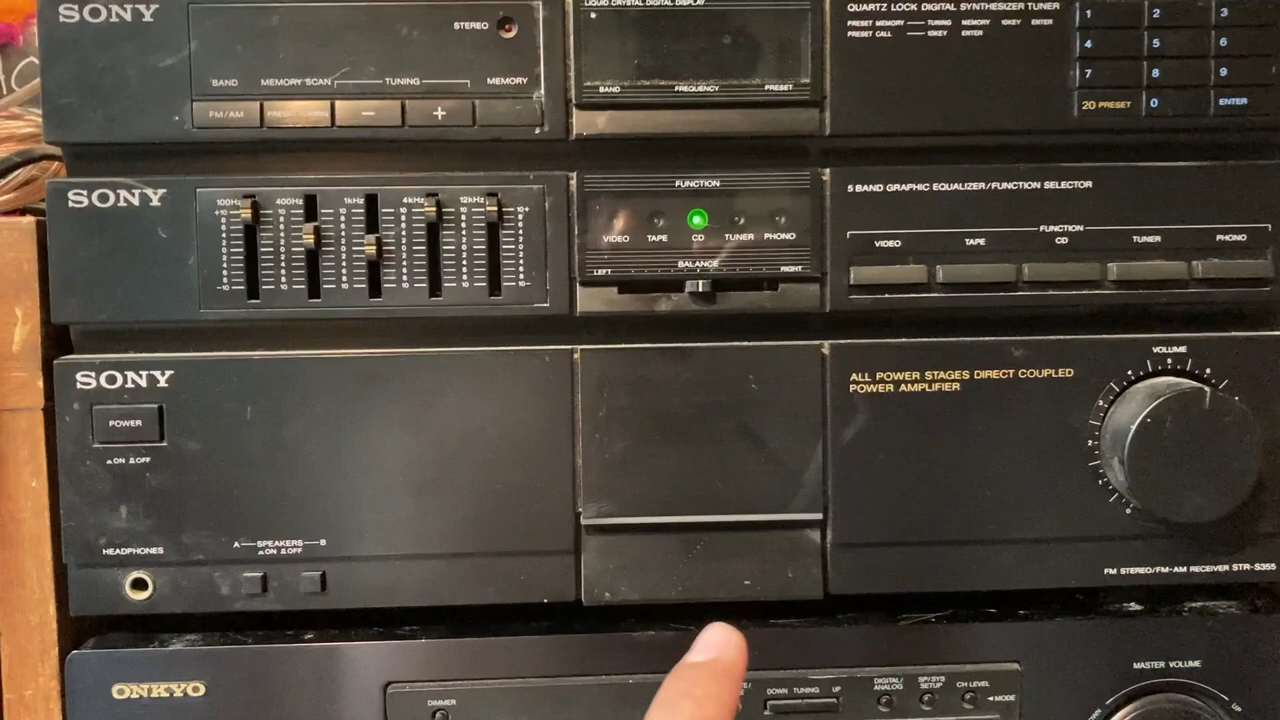 SONY
STEREO
BAND MEMORY SCAN TUNING MEMORY
FM/AM PRESET TUNING − +
LIQUID CRYSTAL DIGITAL DISPLAY
BAND FREQUENCY PRESET
QUARTZ LOCK DIGITAL SYNTHESIZER TUNER
PRESET MEMORY TUNING MEMORY 10KEY ENTER
PRESET CALL 10KEY ENTER
1 2 3
4 5 6
7 8 9
20 PRESET 0 ENTER
SONY
100Hz 400Hz 1kHz 4kHz 12kHz
FUNCTION
VIDEO TAPE CD TUNER PHONO
BALANCE
LEFT RIGHT
5 BAND GRAPHIC EQUALIZER/FUNCTION SELECTOR
FUNCTION
VIDEO TAPE CD TUNER PHONO
SONY
POWER
ON OFF
HEADPHONES
A SPEAKERS B
ON OFF
ALL POWER STAGES DIRECT COUPLED
POWER AMPLIFIER
VOLUME
FM STEREO/FM-AM RECEIVER STR-S355
ONKYO
DIMMER
DOWN TUNING UP
DIGITAL/
ANALOG
SP/SYS
SETUP
CH LEVEL
MODE
MASTER VOLUME
UP